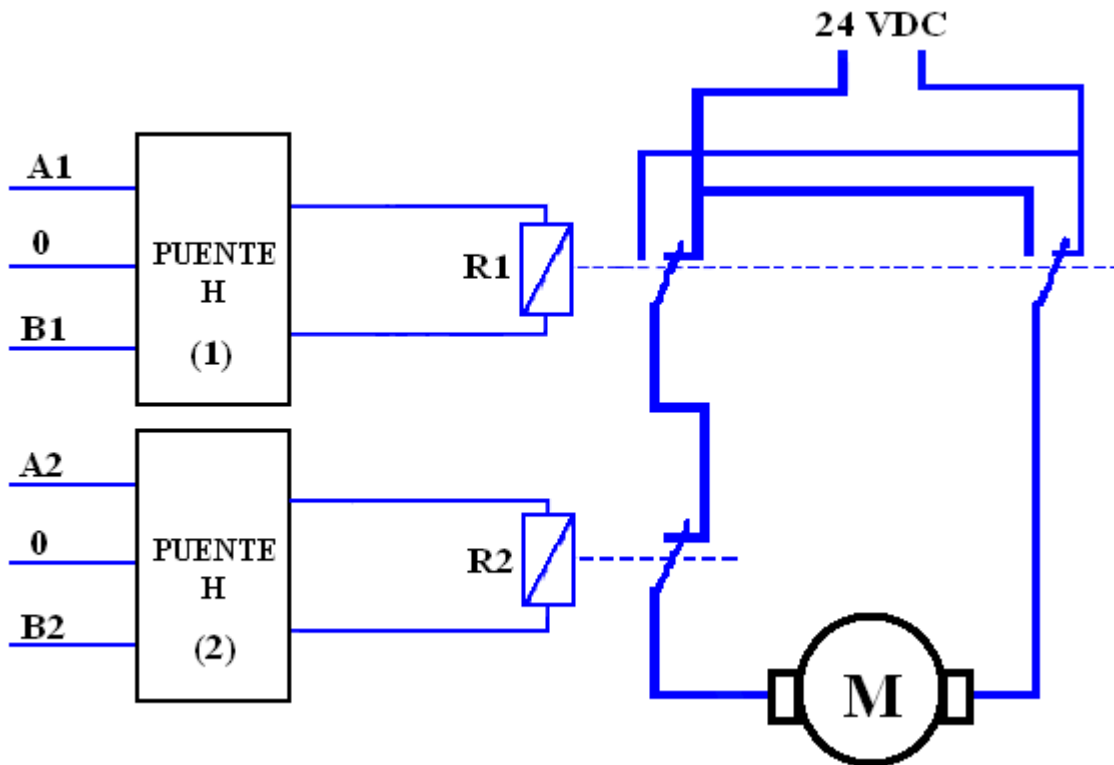 24 VDC
A1
0
B1
PUENTE
H
(1)
R1
A2
0
B2
PUENTE
H
(2)
R2
M